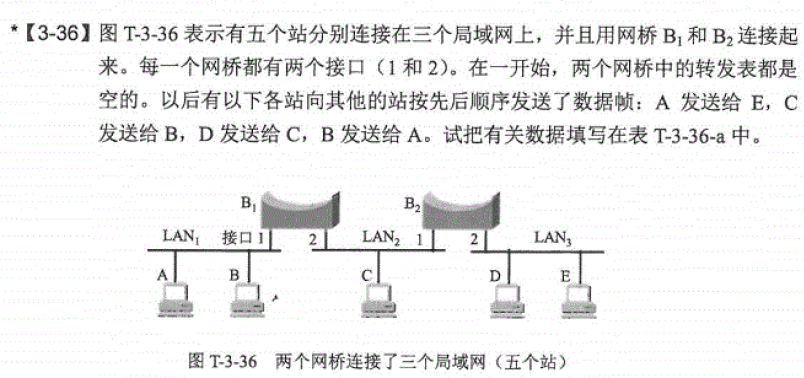 *【3-36】图 T-3-36 表示有五个站分别连接在三个局域网上，并且用网桥 B₁ 和 B₂ 连接起
来。每一个网桥都有两个接口（1 和 2）。在一开始，两个网桥中的转发表都是
空的。以后有以下各站向其他的站按先后顺序发送了数据帧：A 发送给 E，C
发送给 B，D 发送给 C，B 发送给 A。试把有关数据填写在表 T-3-36-a 中。
B₁ B₂
LAN₁ 接口 1 2 LAN₂ 1 2 LAN₃
A B C D E
图 T-3-36 两个网桥连接了三个局域网（五个站）